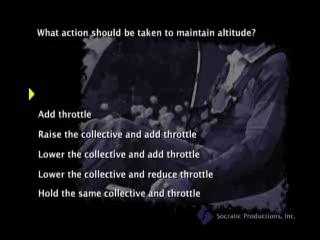 What action should be taken to maintain altitude?
Add throttle
Raise the collective and add throttle
Lower the collective and add throttle
Lower the collective and reduce throttle
Hold the same collective and throttle
Socratic Productions, Inc.